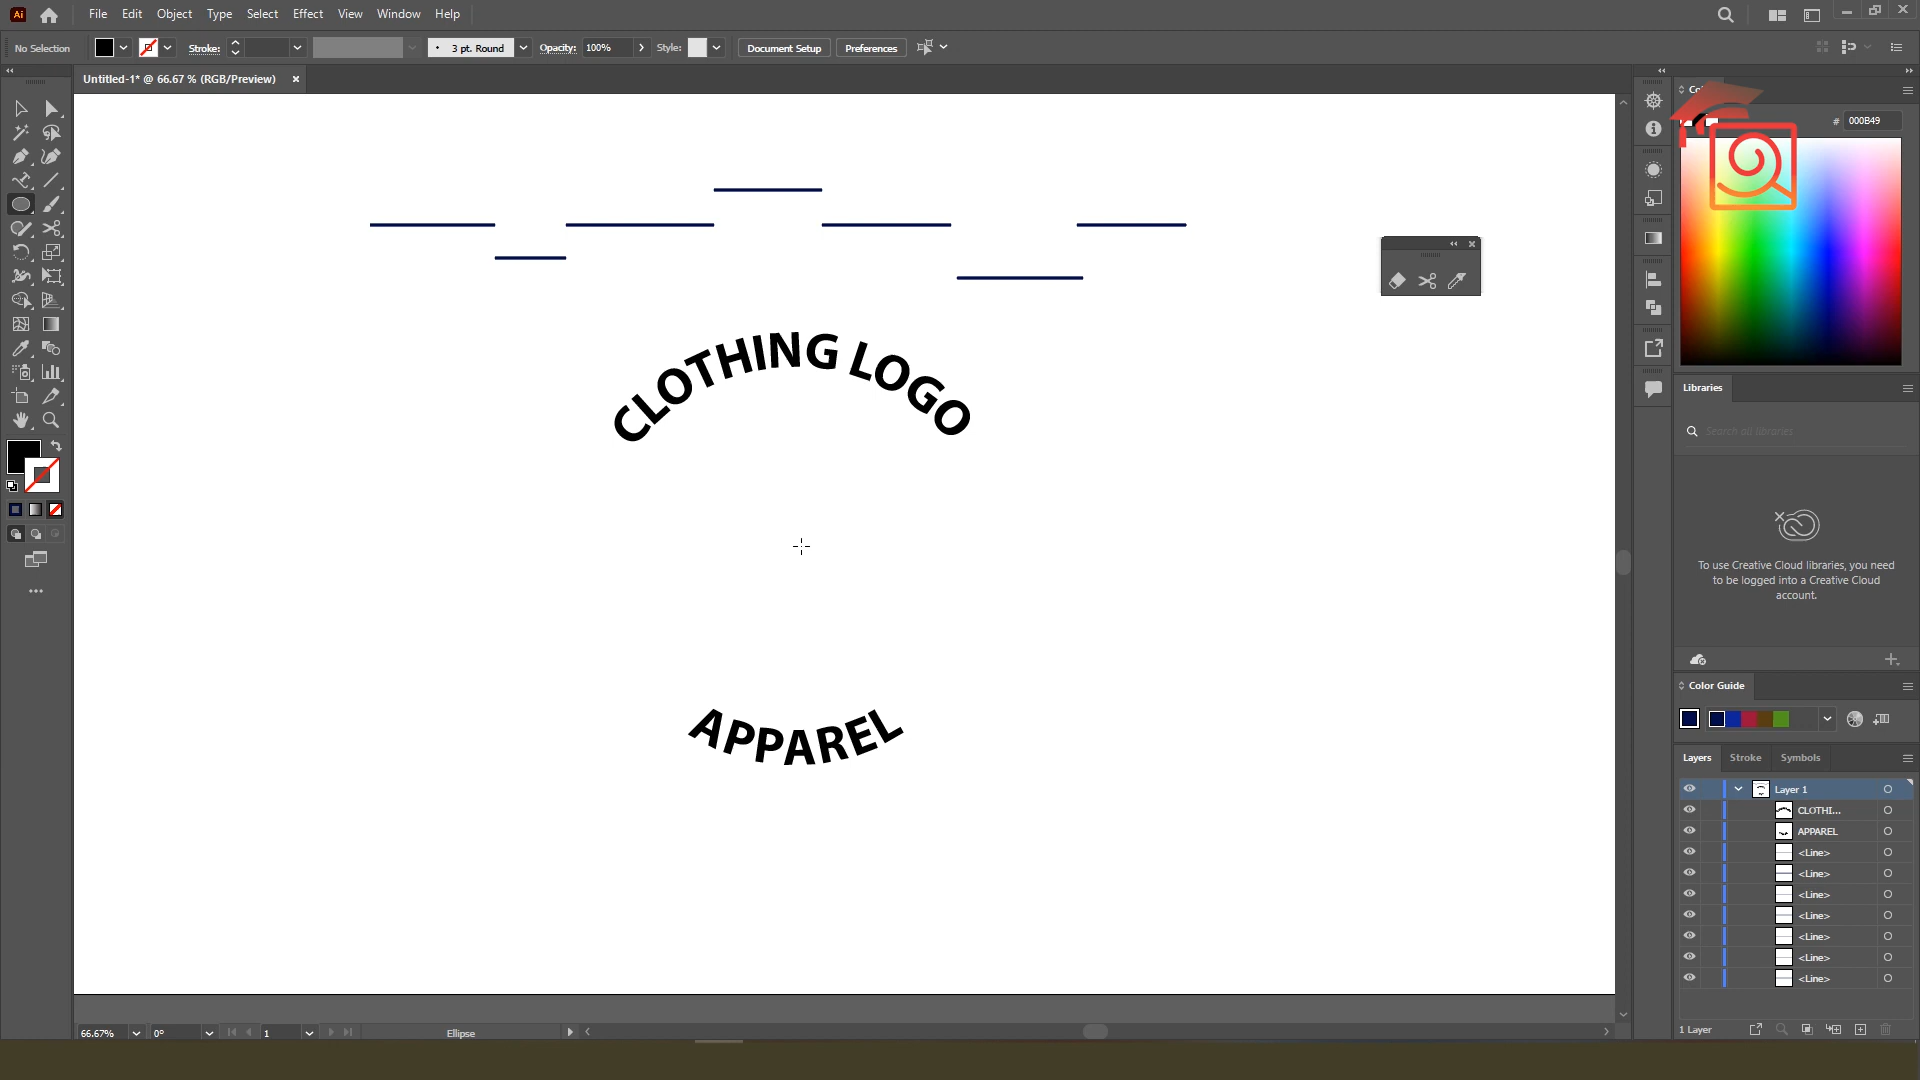 Ai File Edit Object Type Select Effect View Window Help
No Selection Stroke: 3 pt. Round Opacity: 100% Style: Document Setup Preferences
Untitled-1* @ 66.67 % (RGB/Preview)
# 000B49
CLOTHING LOGO
APPAREL
Libraries
Search all libraries
To use Creative Cloud libraries, you need
to be logged into a Creative Cloud
account.
Color Guide
Layers Stroke Symbols
Layer 1
CLOTHI...
APPAREL
<Line>
<Line>
<Line>
<Line>
<Line>
<Line>
<Line>
1 Layer
66.67% 0° 1 Ellipse